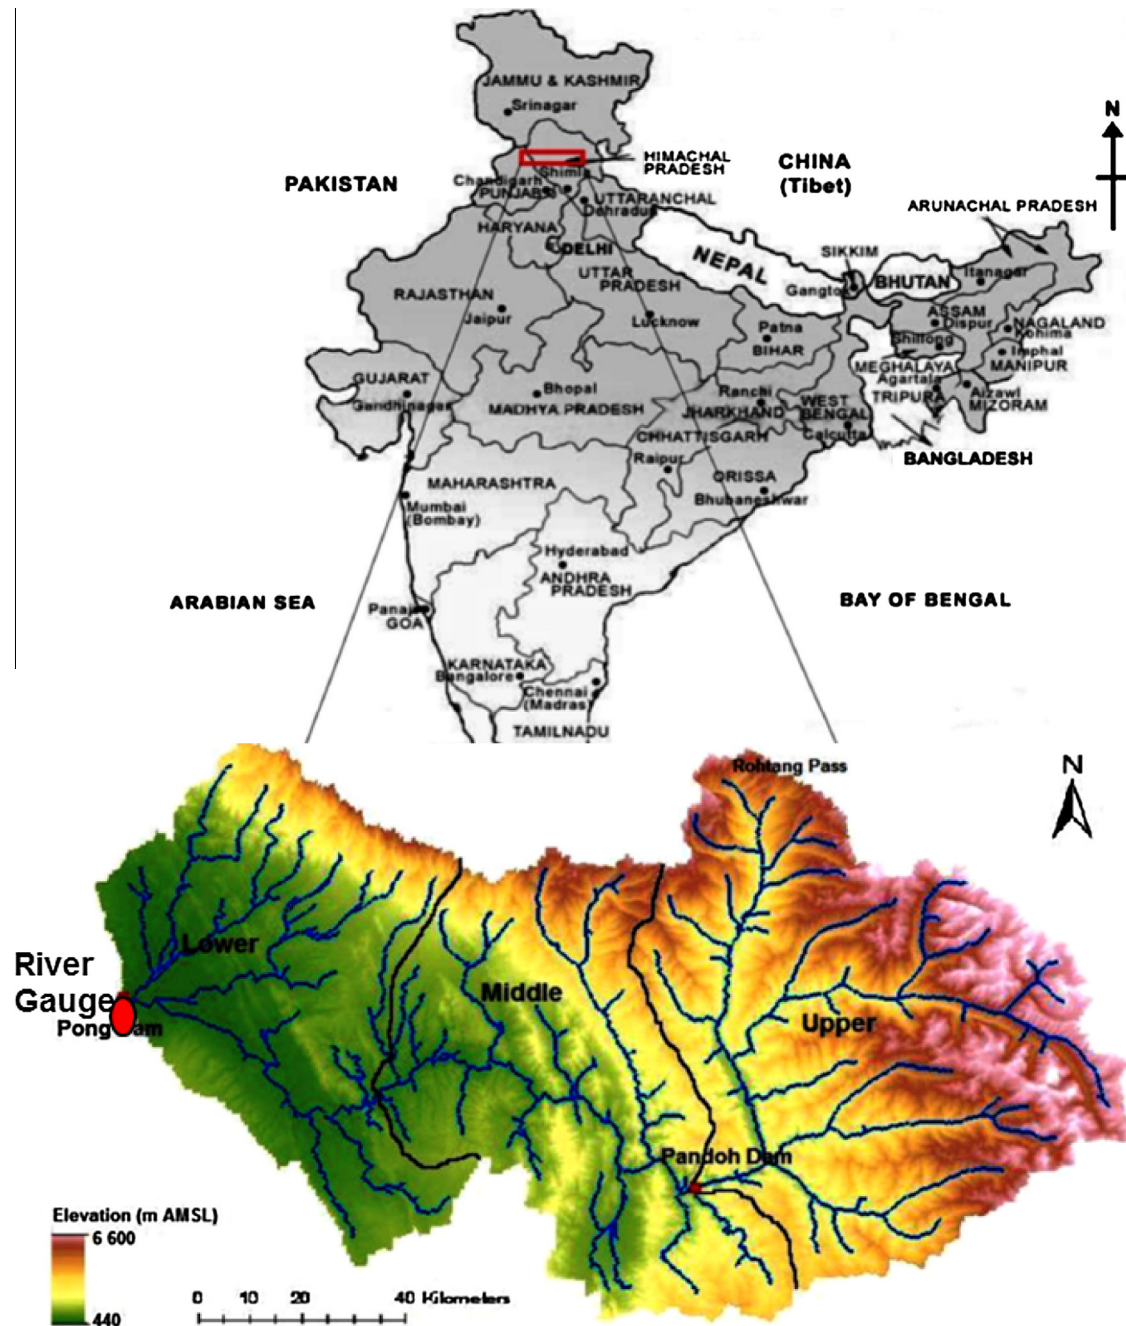 JAMMU & KASHMIR
Srinagar
N
HIMACHAL
PRADESH
CHINA
(Tibet)
PAKISTAN
Shimla
Chandigarh
PUNJAB
UTTARANCHAL
Dehradun
ARUNACHAL PRADESH
HARYANA
DELHI
NEPAL
SIKKIM
UTTAR
PRADESH
Gangtok
BHUTAN
Itanagar
RAJASTHAN
Jaipur
Lucknow
ASSAM
Dispur
NAGALAND
Kohima
Patna
BIHAR
Shillong
Imphal
MANIPUR
MEGHALAYA
GUJARAT
Gandhinagar
Bhopal
MADHYA PRADESH
Ranchi
JHARKHAND
WEST
BENGAL
Agartala
TRIPURA
Aizawl
MIZORAM
Calcutta
CHHATTISGARH
Raipur
BANGLADESH
MAHARASHTRA
ORISSA
Bhubaneshwar
Mumbai
(Bombay)
Hyderabad
ANDHRA
PRADESH
ARABIAN SEA
BAY OF BENGAL
Panaji
GOA
KARNATAKA
Bangalore
Chennai
(Madras)
TAMILNADU
Rohtang Pass
N
Lower
River
Gauge
Pong Dam
Middle
Upper
Pandoh Dam
Elevation (m AMSL)
6 600
440
0 10 20 40 Kilometers